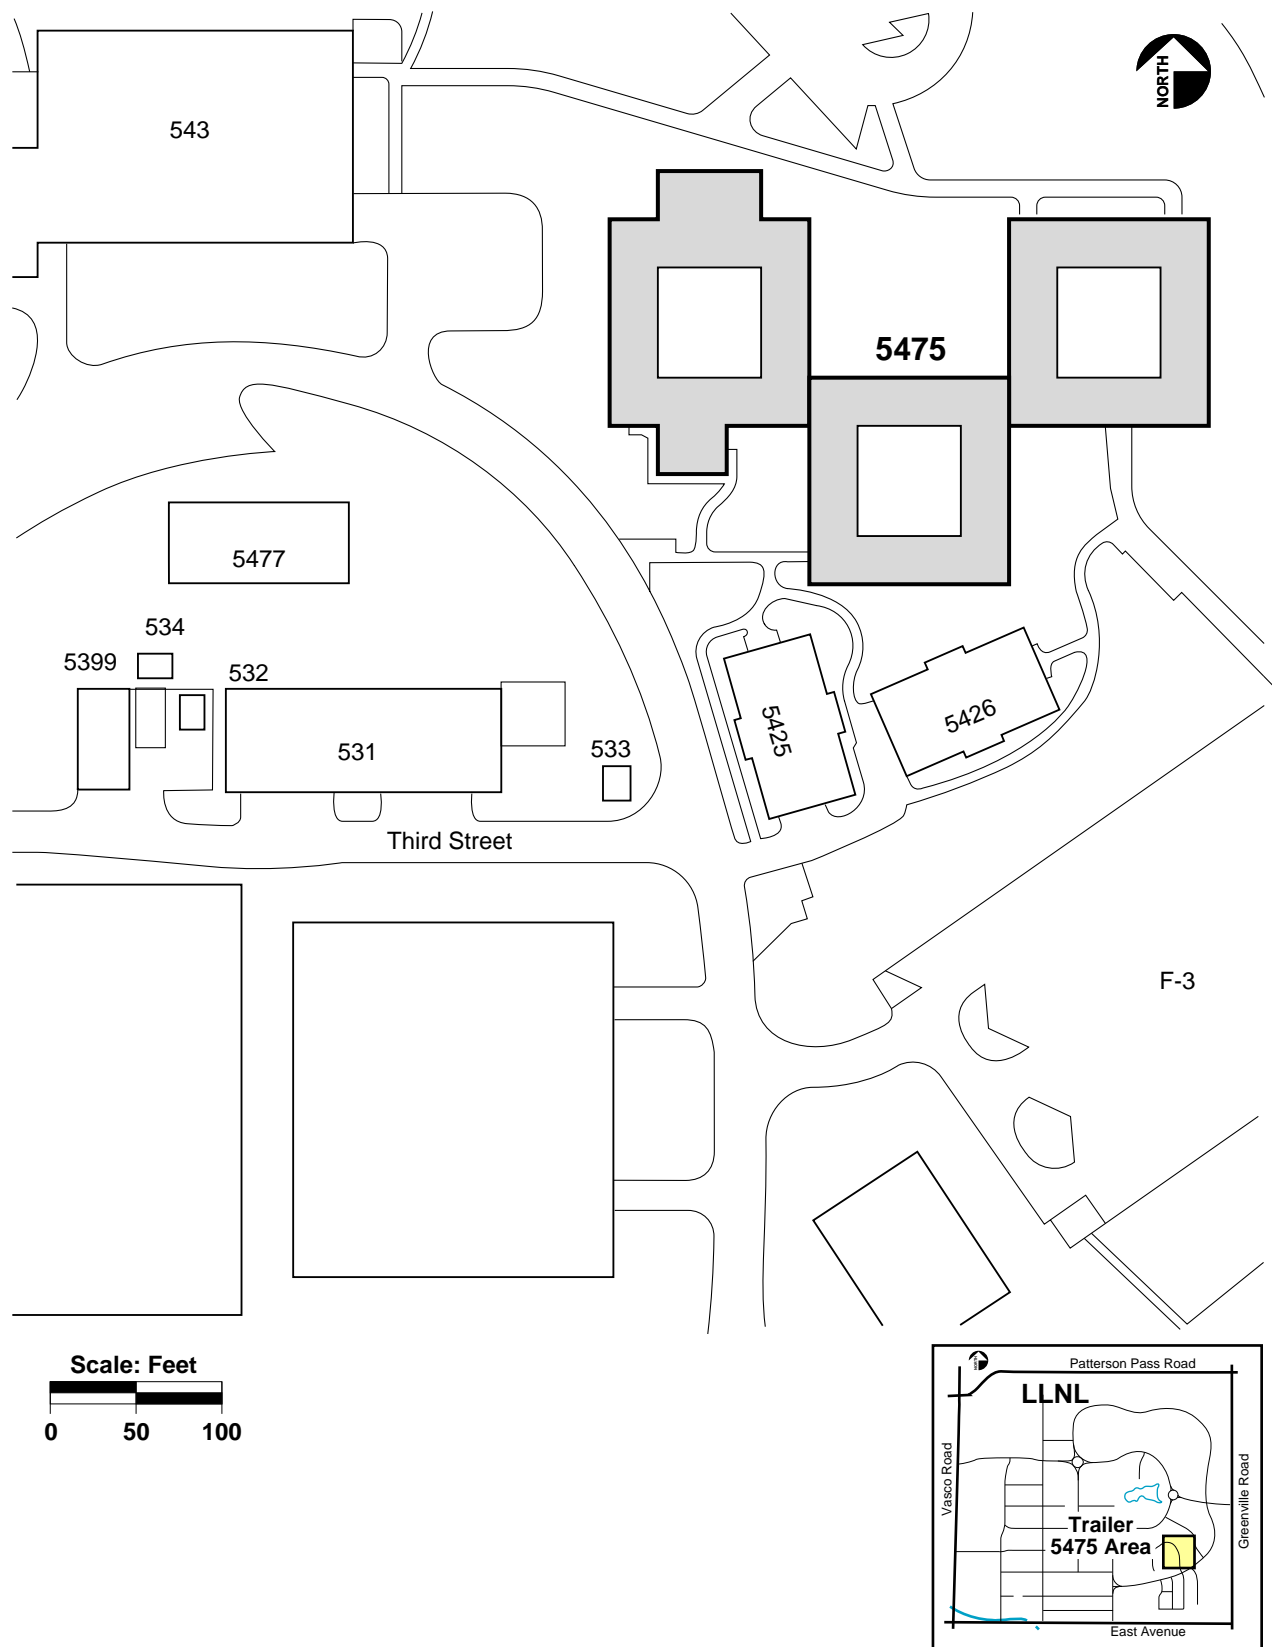 NORTH
543
5475
5477
534
5399
532
531
533
5425
5426
Third Street
F-3
Scale: Feet
0 50 100
NORTH
Patterson Pass Road
LLNL
Vasco Road
Greenville Road
Trailer
5475 Area
East Avenue